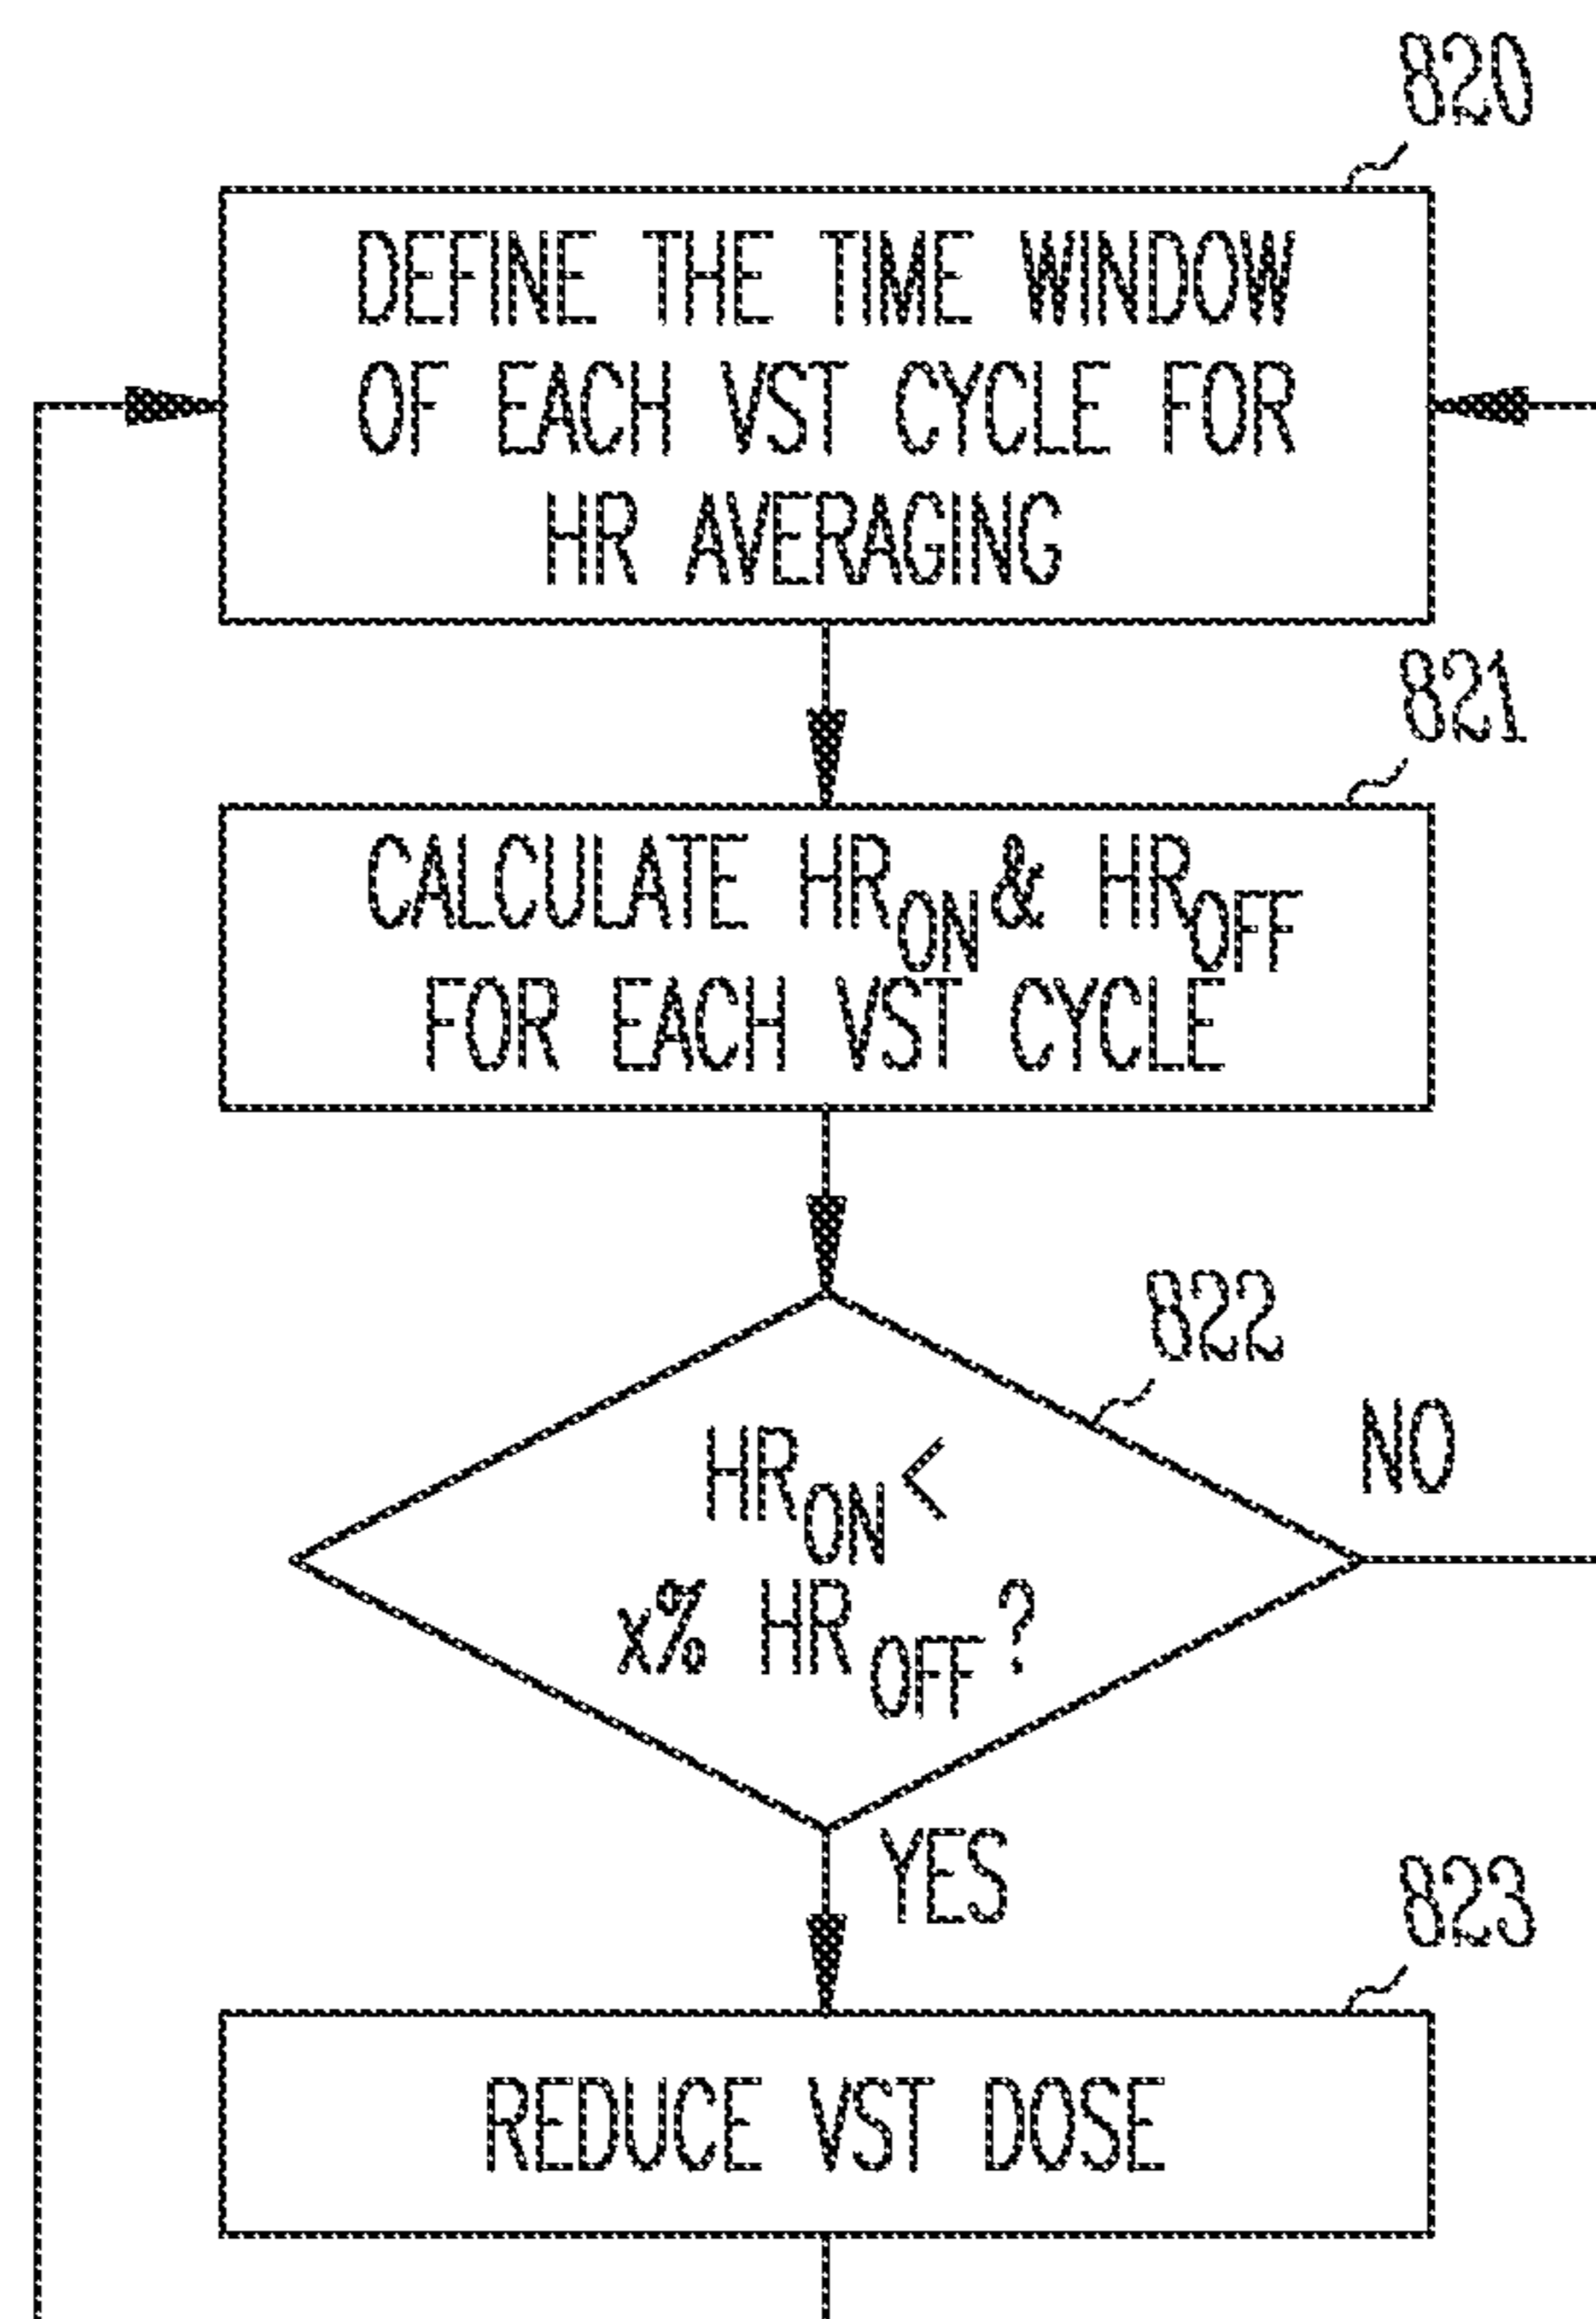 820
DEFINE THE TIME WINDOW
OF EACH VST CYCLE FOR
HR AVERAGING
821
CALCULATE HRON & HROFF
FOR EACH VST CYCLE
822
HRON <
x% HROFF ?
NO
YES
823
REDUCE VST DOSE